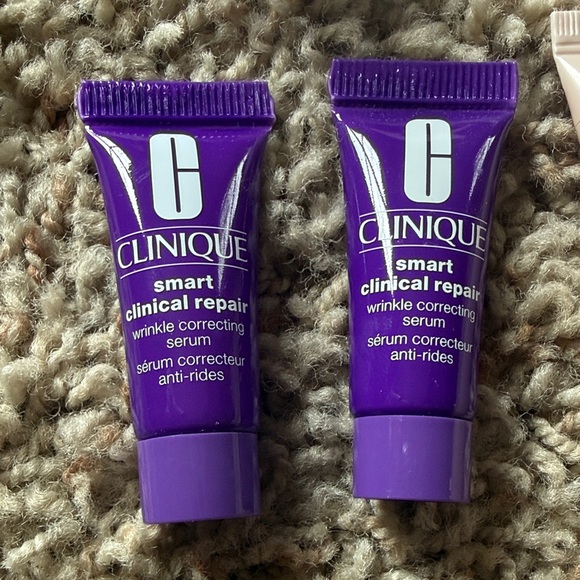 C
CLINIQUE
smart
clinical repair
wrinkle correcting
serum
sérum correcteur
anti-rides
C
CLINIQUE
smart
clinical repair
wrinkle correcting
serum
sérum correcteur
anti-rides